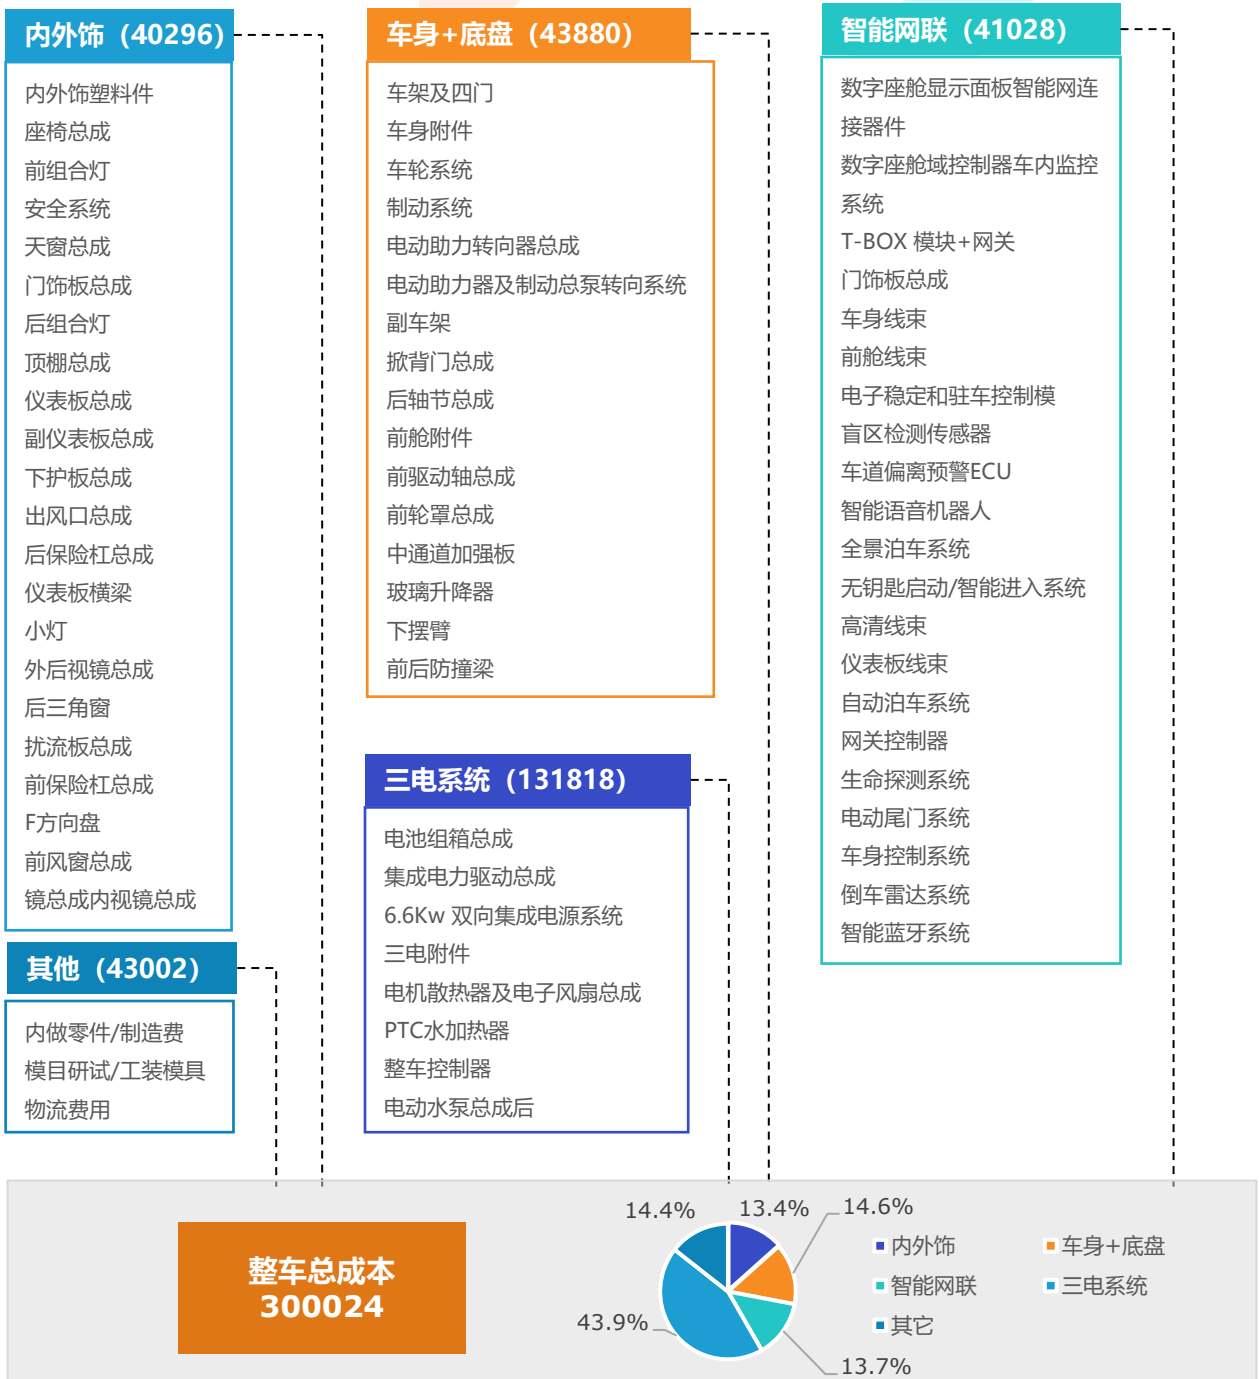 内外饰（40296）
内外饰塑料件
座椅总成
前组合灯
安全系统
天窗总成
门饰板总成
后组合灯
顶棚总成
仪表板总成
副仪表板总成
下护板总成
出风口总成
后保险杠总成
仪表板横梁
小灯
外后视镜总成
后三角窗
扰流板总成
前保险杠总成
F方向盘
前风窗总成
镜总成内视镜总成
其他（43002）
内做零件/制造费
模目研试/工装模具
物流费用
车身+底盘（43880）
车架及四门
车身附件
车轮系统
制动系统
电动助力转向器总成
电动助力器及制动总泵转向系统
副车架
掀背门总成
后轴节总成
前舱附件
前驱动轴总成
前轮罩总成
中通道加强板
玻璃升降器
下摆臂
前后防撞梁
三电系统（131818）
电池组箱总成
集成电力驱动总成
6.6Kw 双向集成电源系统
三电附件
电机散热器及电子风扇总成
PTC水加热器
整车控制器
电动水泵总成后
智能网联（41028）
数字座舱显示面板智能网连
接器件
数字座舱域控制器车内监控
系统
T-BOX 模块+网关
门饰板总成
车身线束
前舱线束
电子稳定和驻车控制模
盲区检测传感器
车道偏离预警ECU
智能语音机器人
全景泊车系统
无钥匙启动/智能进入系统
高清线束
仪表板线束
自动泊车系统
网关控制器
生命探测系统
电动尾门系统
车身控制系统
倒车雷达系统
智能蓝牙系统
整车总成本
300024
14.4%
13.4%
14.6%
43.9%
13.7%
内外饰
车身+底盘
智能网联
三电系统
其它